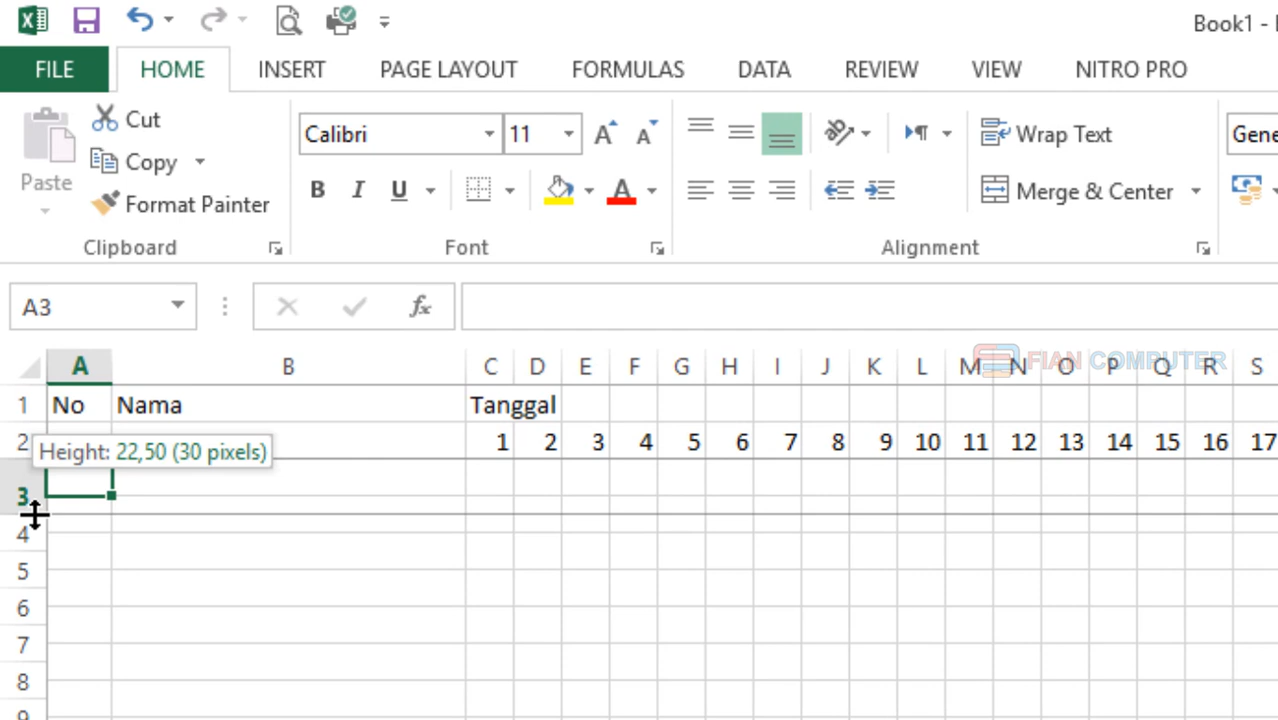 Book1 -
FILE HOME INSERT PAGE LAYOUT FORMULAS DATA REVIEW VIEW NITRO PRO
Cut
Copy
Paste
Format Painter
Clipboard
Calibri 11
B I U A
Font
Wrap Text
Merge & Center
Alignment
Gene
A3 fx
A B C D E F G H I J K L M N O P Q R S
FIAN COMPUTER
1 No Nama Tanggal
2 1 2 3 4 5 6 7 8 9 10 11 12 13 14 15 16 17
Height: 22,50 (30 pixels)
3
4
5
6
7
8
9